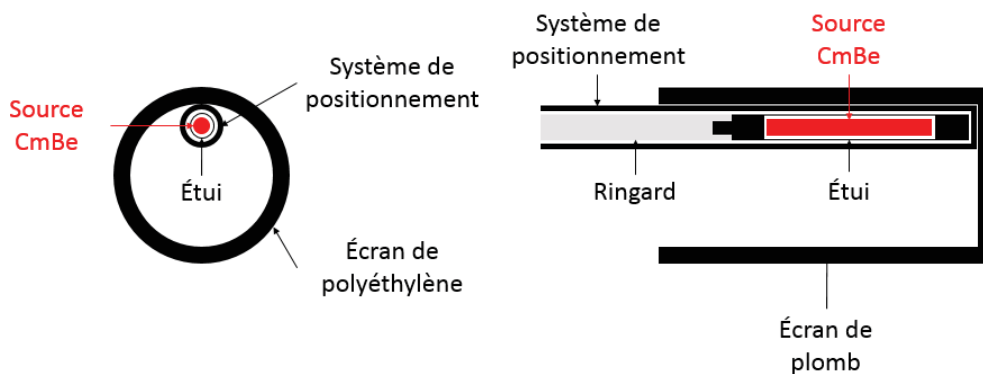 Système de
positionnement
Source
CmBe
Étui
Écran de
polyéthylène
Système de
positionnement
Source
CmBe
Ringard
Étui
Écran de
plomb